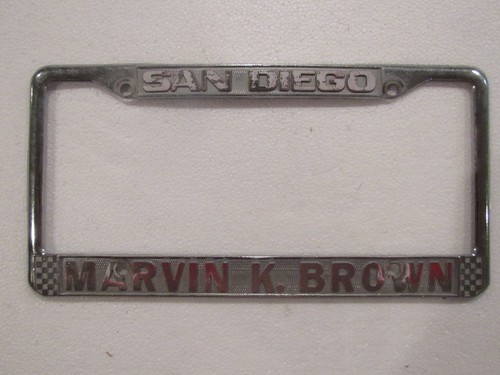 SAN DIEGO
MARVIN K. BROWN